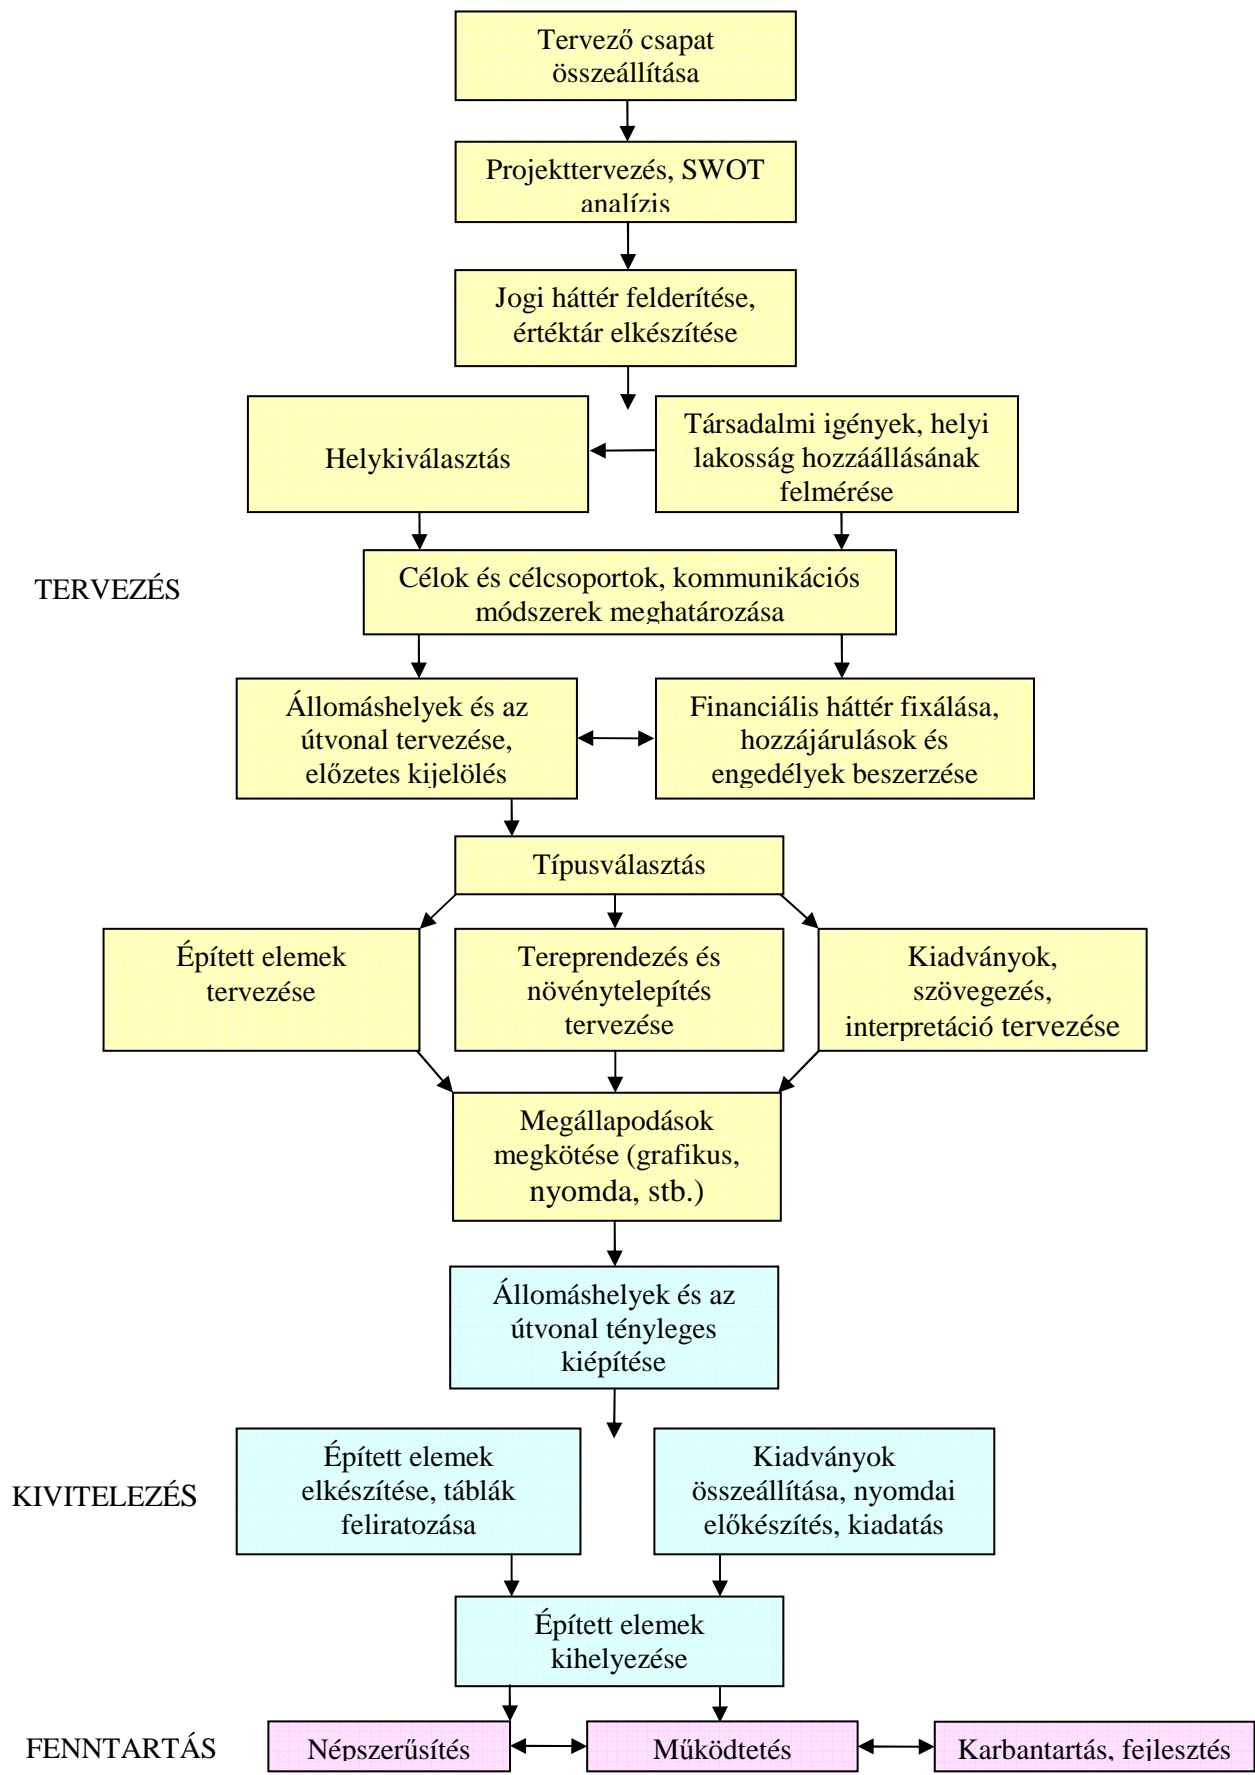 Tervező csapat
összeállítása
Projekttervezés, SWOT
analízis
Jogi háttér felderítése,
értéktár elkészítése
Helykiválasztás
Társadalmi igények, helyi
lakosság hozzáállásának
felmérése
TERVEZÉS
Célok és célcsoportok, kommunikációs
módszerek meghatározása
Állomáshelyek és az
útvonal tervezése,
előzetes kijelölés
Financiális háttér fixálása,
hozzájárulások és
engedélyek beszerzése
Típusválasztás
Épített elemek
tervezése
Tereprendezés és
növénytelepítés
tervezése
Kiadványok,
szövegezés,
interpretáció tervezése
Megállapodások
megkötése (grafikus,
nyomda, stb.)
Állomáshelyek és az
útvonal tényleges
kiépítése
KIVITELEZÉS
Épített elemek
elkészítése, táblák
feliratozása
Kiadványok
összeállítása, nyomdai
előkészítés, kiadatás
Épített elemek
kihelyezése
FENNTARTÁS
Népszerűsítés
Működtetés
Karbantartás, fejlesztés